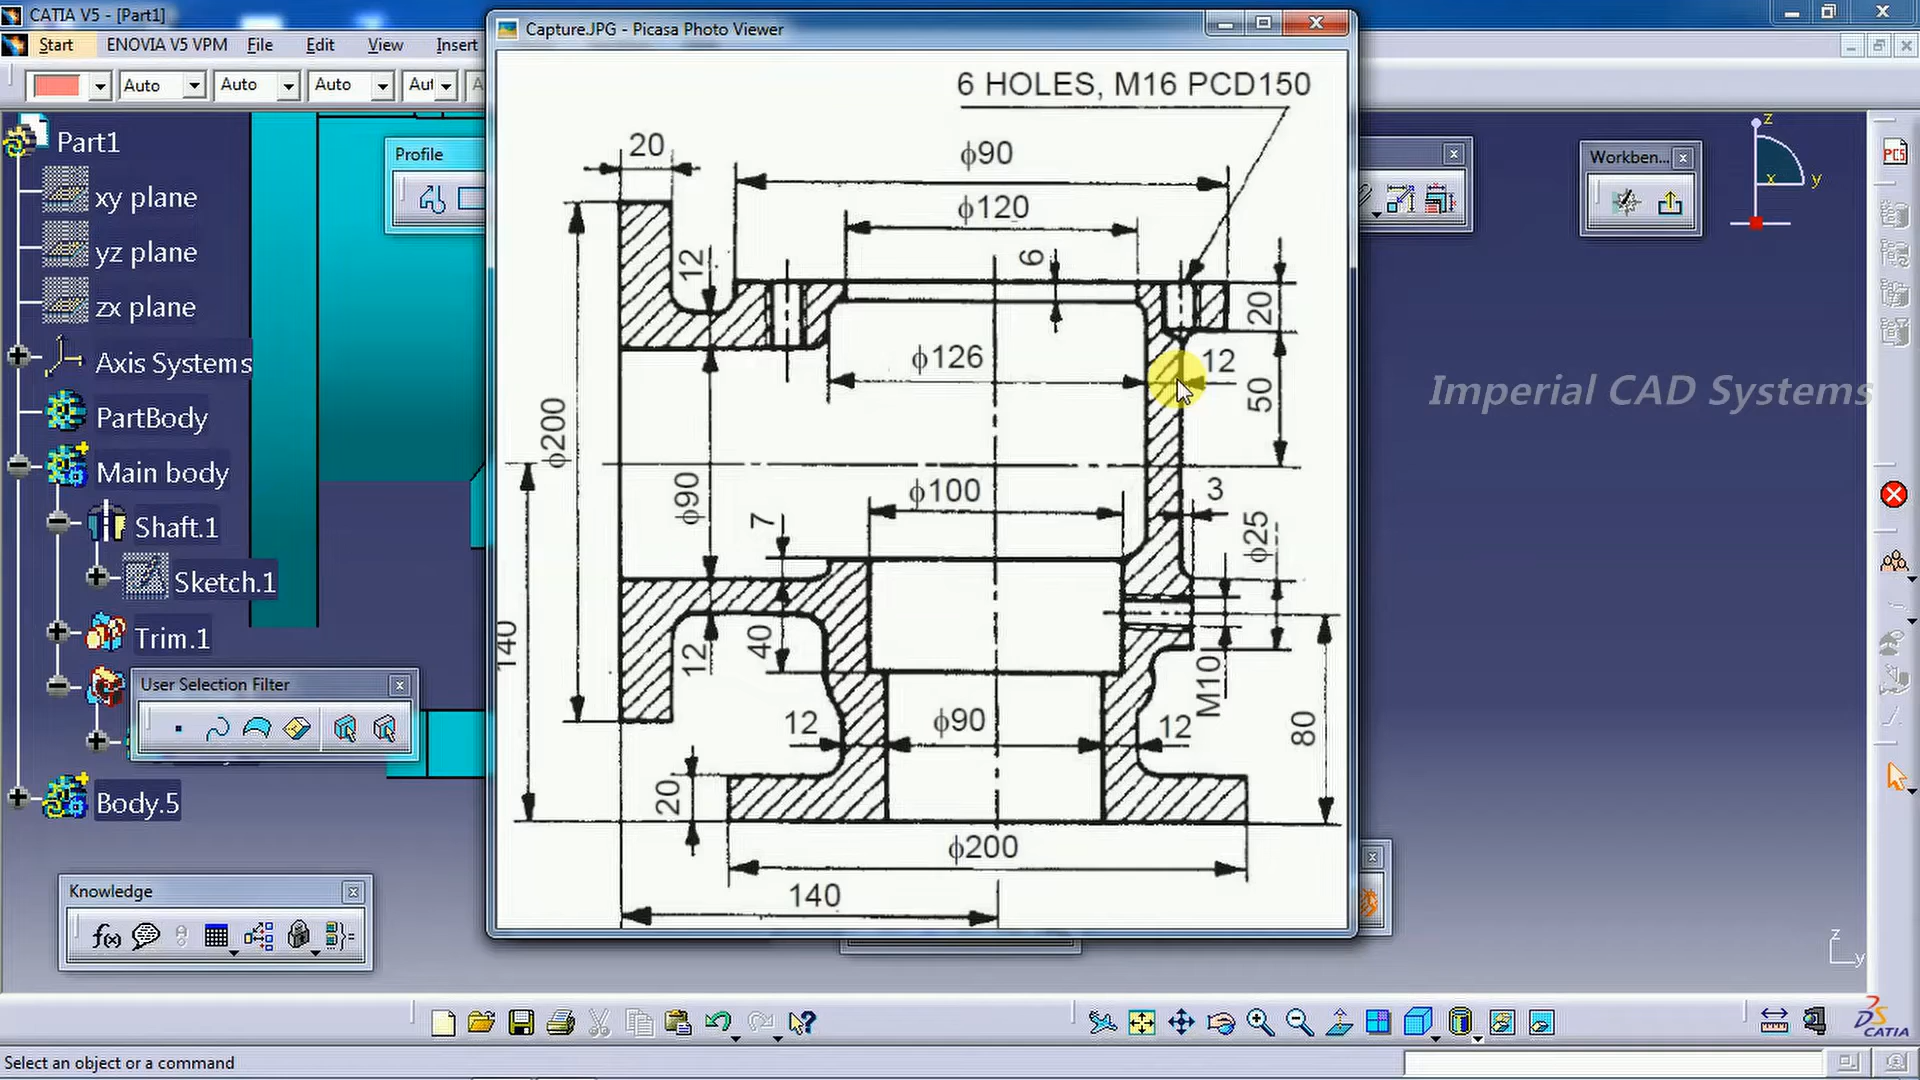 CATIA V5 - [Part1]
Start
ENOVIA V5 VPM
File
Edit
View
Insert
Auto
Auto
Auto
Aut
Capture.JPG - Picasa Photo Viewer
Part1
xy plane
yz plane
zx plane
Axis Systems
PartBody
Main body
Shaft.1
Sketch.1
Trim.1
Body.5
Profile
User Selection Filter
Knowledge
f(x)
6 HOLES, M16 PCD150
20
ϕ90
ϕ120
12
6
20
ϕ126
12
50
ϕ200
ϕ90
ϕ100
3
7
ϕ25
140
12
40
M10
12
ϕ90
12
80
20
ϕ200
140
Workben...
z
x
y
PCS
Imperial CAD Systems
z
y
DS
CATIA
Select an object or a command